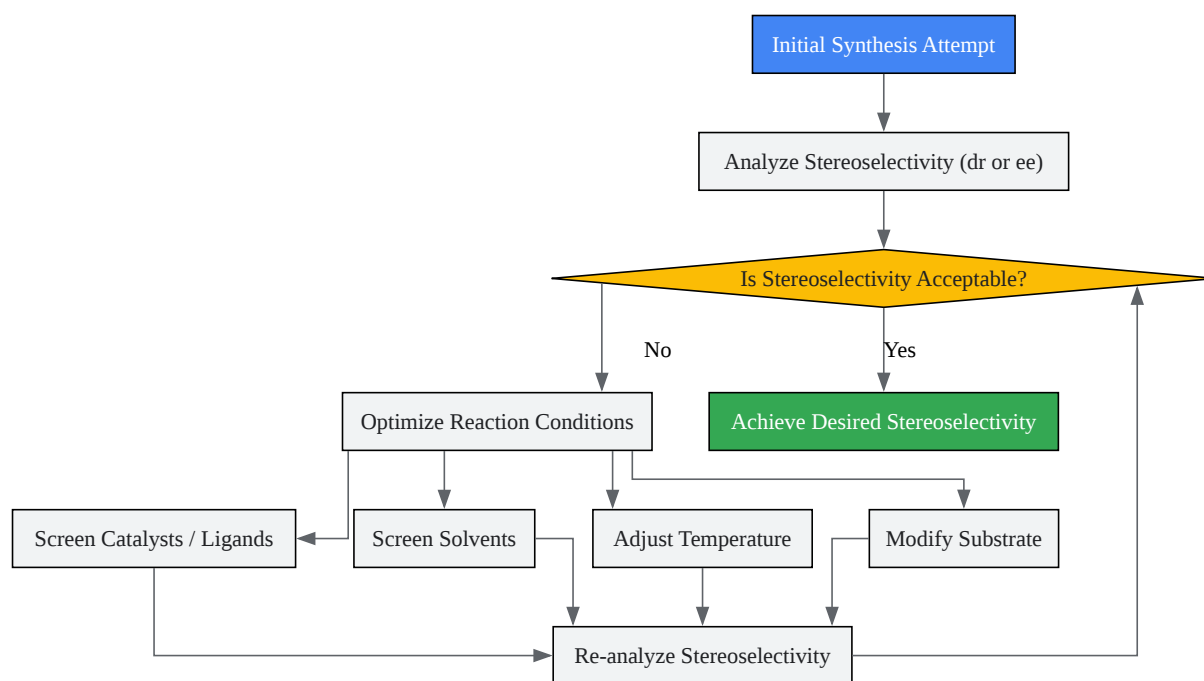 Initial Synthesis Attempt
Analyze Stereoselectivity (dr or ee)
Is Stereoselectivity Acceptable?
No
Yes
Optimize Reaction Conditions
Achieve Desired Stereoselectivity
Screen Catalysts / Ligands
Screen Solvents
Adjust Temperature
Modify Substrate
Re-analyze Stereoselectivity